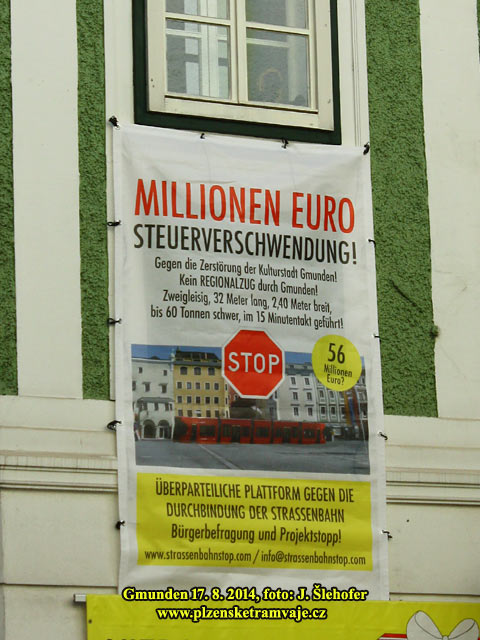 MILLIONEN EURO
STEUERVERSCHWENDUNG!
Gegen die Zerstörung der Kulturstadt Gmunden!
Kein REGIONALZUG durch Gmunden!
Zweigleisig, 32 Meter lang, 2,40 Meter breit,
bis 60 Tonnen schwer, im 15 Minutentakt geführt!
STOP
56
Millionen
Euro?
ÜBERPARTEILICHE PLATTFORM GEGEN DIE
DURCHBINDUNG DER STRASSENBAHN
Bürgerbefragung und Projektstopp!
www.strassenbahnstop.com / info@strassenbahnstop.com
Gmunden 17. 8. 2014, foto: J. Šlehofer
www.plzensketramvaje.cz